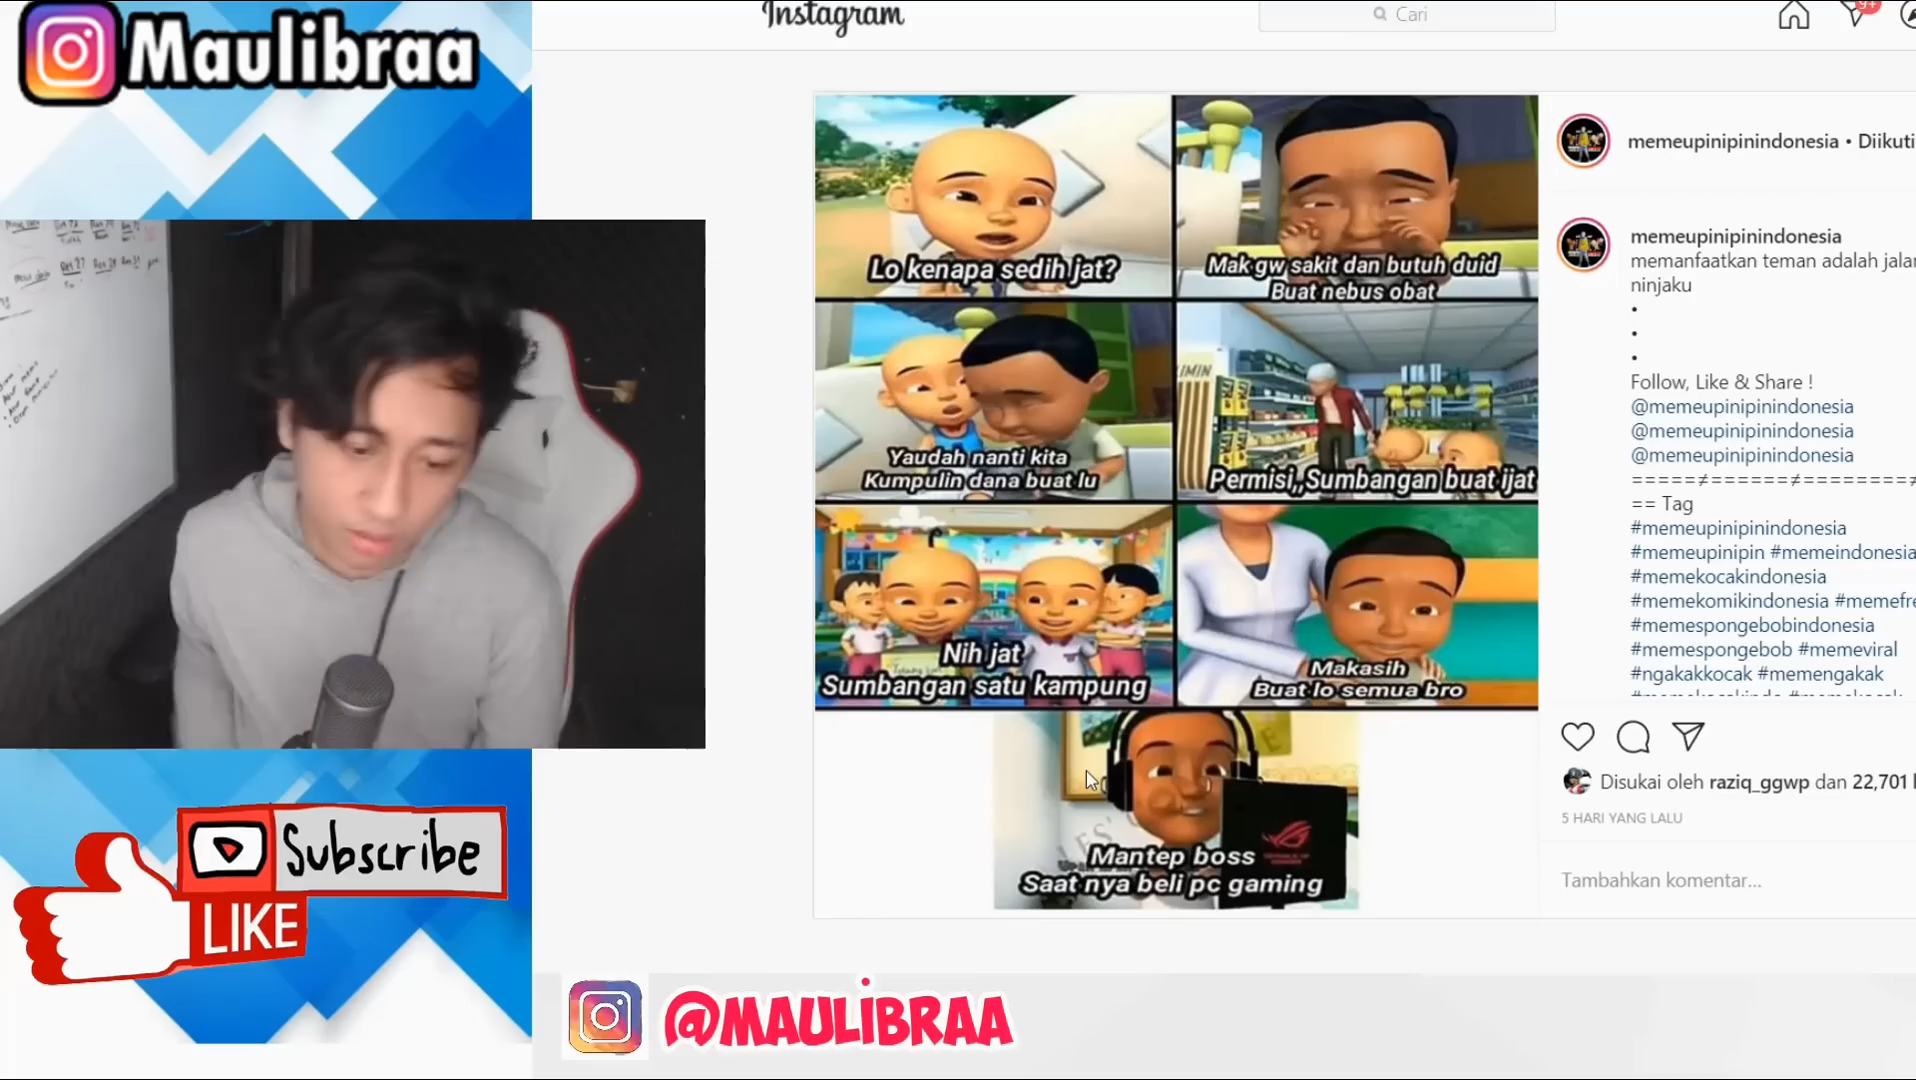 Maulibraa
Instagram
Cari
9+
Lo kenapa sedih jat?
Mak gw sakit dan butuh duid
Buat nebus obat
Yaudah nanti kita
Kumpulin dana buat lu
Permisi,,Sumbangan buat ijat
Nih jat
Sumbangan satu kampung
Makasih
Buat lo semua bro
Mantep boss
Saat nya beli pc gaming
memeupinipinindonesia • Diikuti
memeupinipinindonesia
memanfaatkan teman adalah jalan
ninjaku
•
•
•
Follow, Like & Share !
@memeupinipinindonesia
@memeupinipinindonesia
@memeupinipinindonesia
=====≠======≠========≠
== Tag
#memeupinipinindonesia
#memeupinipin #memeindonesia
#memekocakindonesia
#memekomikindonesia #memefre
#memespongebobindonesia
#memespongebob #memeviral
#ngakakkocak #memengakak
Disukai oleh raziq_ggwp dan 22,701
5 HARI YANG LALU
Tambahkan komentar...
Subscribe
LIKE
@MAULIBRAA